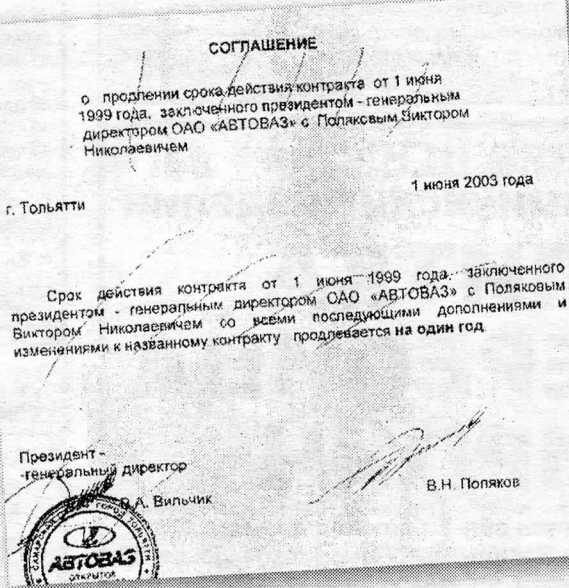 СОГЛАШЕНИЕ
о продлении срока действия контракта от 1 июня
1999 года, заключенного президентом - генеральным
директором ОАО «АВТОВАЗ» с Поляковым Виктором
Николаевичем
1 июня 2003 года
г. Тольятти
Срок действия контракта от 1 июня 1999 года, заключенного
президентом - генеральным директором ОАО «АВТОВАЗ» с Поляковым
Виктором Николаевичем со всеми последующими дополнениями и
изменениями к названному контракту продлевается на один год.
Президент -
-генеральный директор
В.А. Вильчик
В.Н. Поляков
ГОРОД ТОЛЬЯТТИ
АВТОВАЗ
ОТКРЫТОЕ